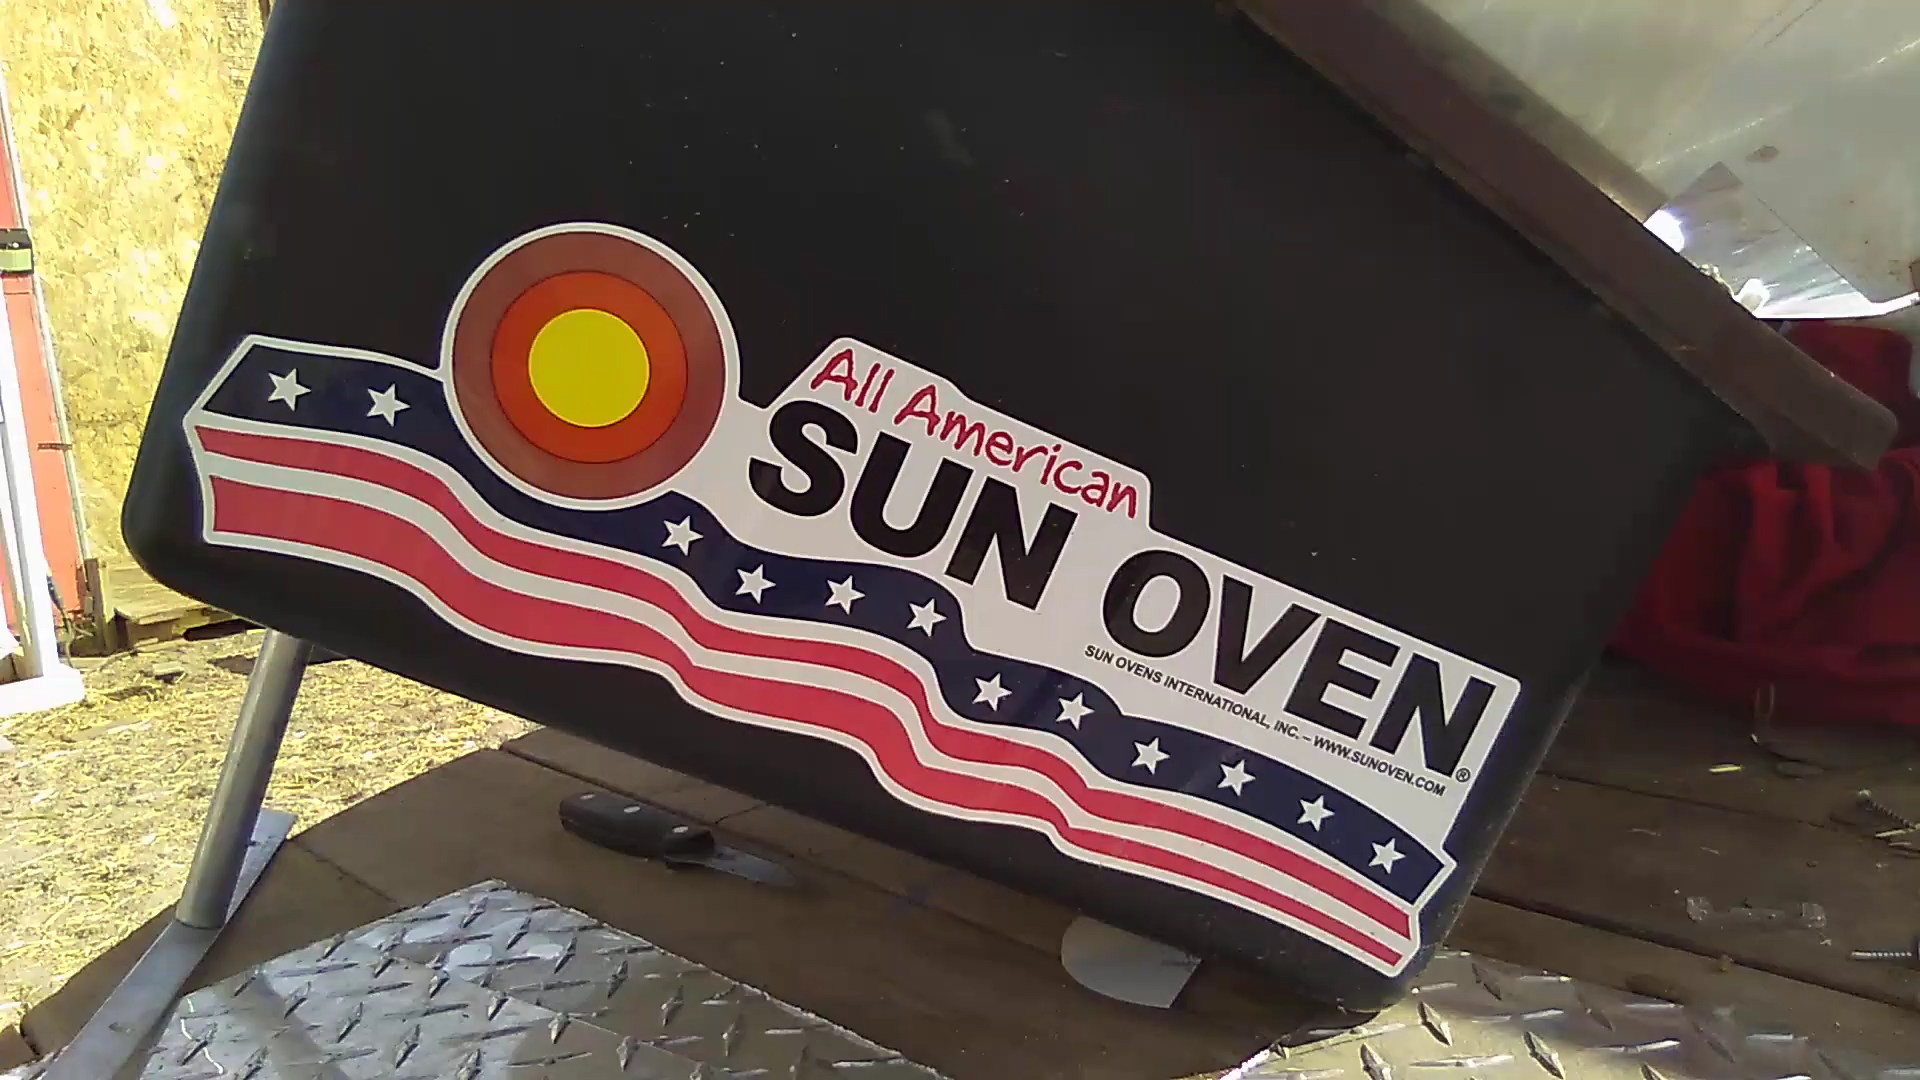 All American
SUN OVEN®
SUN OVENS INTERNATIONAL, INC. – WWW.SUNOVEN.COM